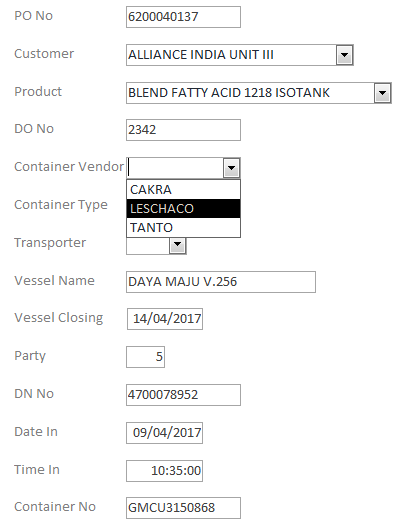 PO No 6200040137
Customer ALLIANCE INDIA UNIT III
Product BLEND FATTY ACID 1218 ISOTANK
DO No 2342
Container Vendor
CAKRA
Container Type LESCHACO
TANTO
Transporter
Vessel Name DAYA MAJU V.256
Vessel Closing 14/04/2017
Party 5
DN No 4700078952
Date In 09/04/2017
Time In 10:35:00
Container No GMCU3150868